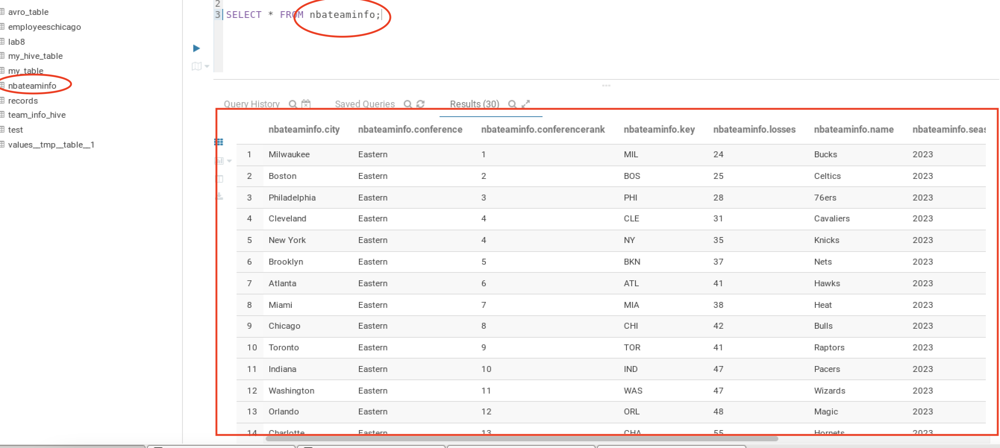 avro_table
employeeschicago
lab8
my_hive_table
my_table
nbateaminfo
records
team_info_hive
test
values__tmp__table__1
2
3 SELECT * FROM nbateaminfo;
Query History Saved Queries Results (30)
nbateaminfo.city nbateaminfo.conference nbateaminfo.conferencerank nbateaminfo.key nbateaminfo.losses nbateaminfo.name nbateaminfo.seas
1 Milwaukee Eastern 1 MIL 24 Bucks 2023
2 Boston Eastern 2 BOS 25 Celtics 2023
3 Philadelphia Eastern 3 PHI 28 76ers 2023
4 Cleveland Eastern 4 CLE 31 Cavaliers 2023
5 New York Eastern 4 NY 35 Knicks 2023
6 Brooklyn Eastern 5 BKN 37 Nets 2023
7 Atlanta Eastern 6 ATL 41 Hawks 2023
8 Miami Eastern 7 MIA 38 Heat 2023
9 Chicago Eastern 8 CHI 42 Bulls 2023
10 Toronto Eastern 9 TOR 41 Raptors 2023
11 Indiana Eastern 10 IND 47 Pacers 2023
12 Washington Eastern 11 WAS 47 Wizards 2023
13 Orlando Eastern 12 ORL 48 Magic 2023
14 Charlotte Eastern 13 CHA 55 Hornets 2023